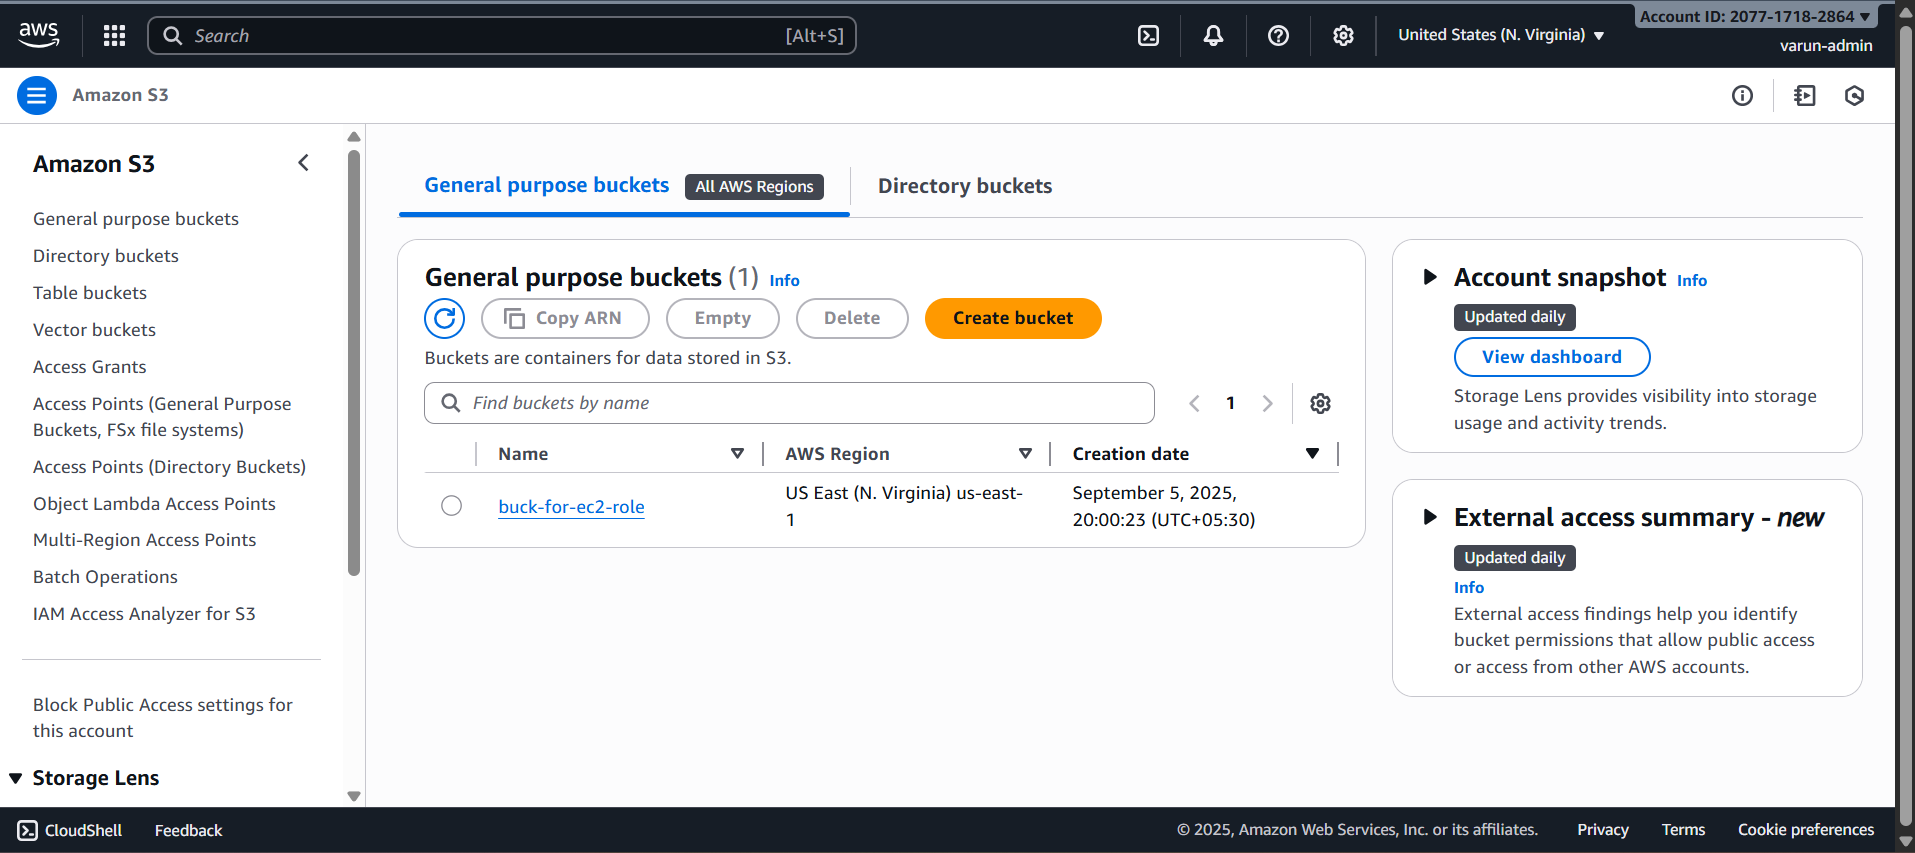 aws
Search
[Alt+S]
United States (N. Virginia)
Account ID: 2077-1718-2864
varun-admin
Amazon S3
Amazon S3
General purpose buckets
Directory buckets
Table buckets
Vector buckets
Access Grants
Access Points (General Purpose
Buckets, FSx file systems)
Access Points (Directory Buckets)
Object Lambda Access Points
Multi-Region Access Points
Batch Operations
IAM Access Analyzer for S3
Block Public Access settings for
this account
Storage Lens
General purpose buckets All AWS Regions
Directory buckets
General purpose buckets (1) Info
Copy ARN
Empty
Delete
Create bucket
Buckets are containers for data stored in S3.
Find buckets by name
1
Name
AWS Region
Creation date
buck-for-ec2-role
US East (N. Virginia) us-east-
1
September 5, 2025,
20:00:23 (UTC+05:30)
Account snapshot Info
Updated daily
View dashboard
Storage Lens provides visibility into storage
usage and activity trends.
External access summary - new
Updated daily
Info
External access findings help you identify
bucket permissions that allow public access
or access from other AWS accounts.
CloudShell
Feedback
© 2025, Amazon Web Services, Inc. or its affiliates.
Privacy
Terms
Cookie preferences